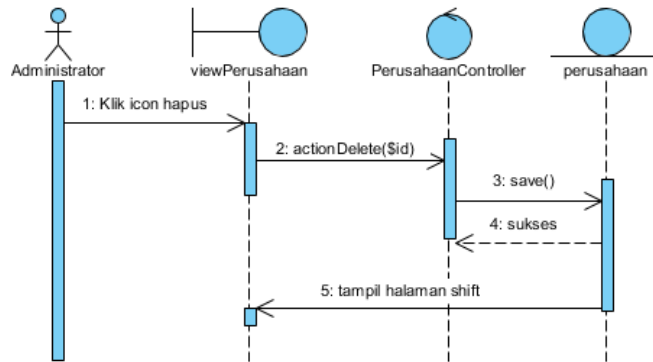 Administrator
viewPerusahaan
PerusahaanController
perusahaan
1: Klik icon hapus
2: actionDelete($id)
3: save()
4: sukses
5: tampil halaman shift